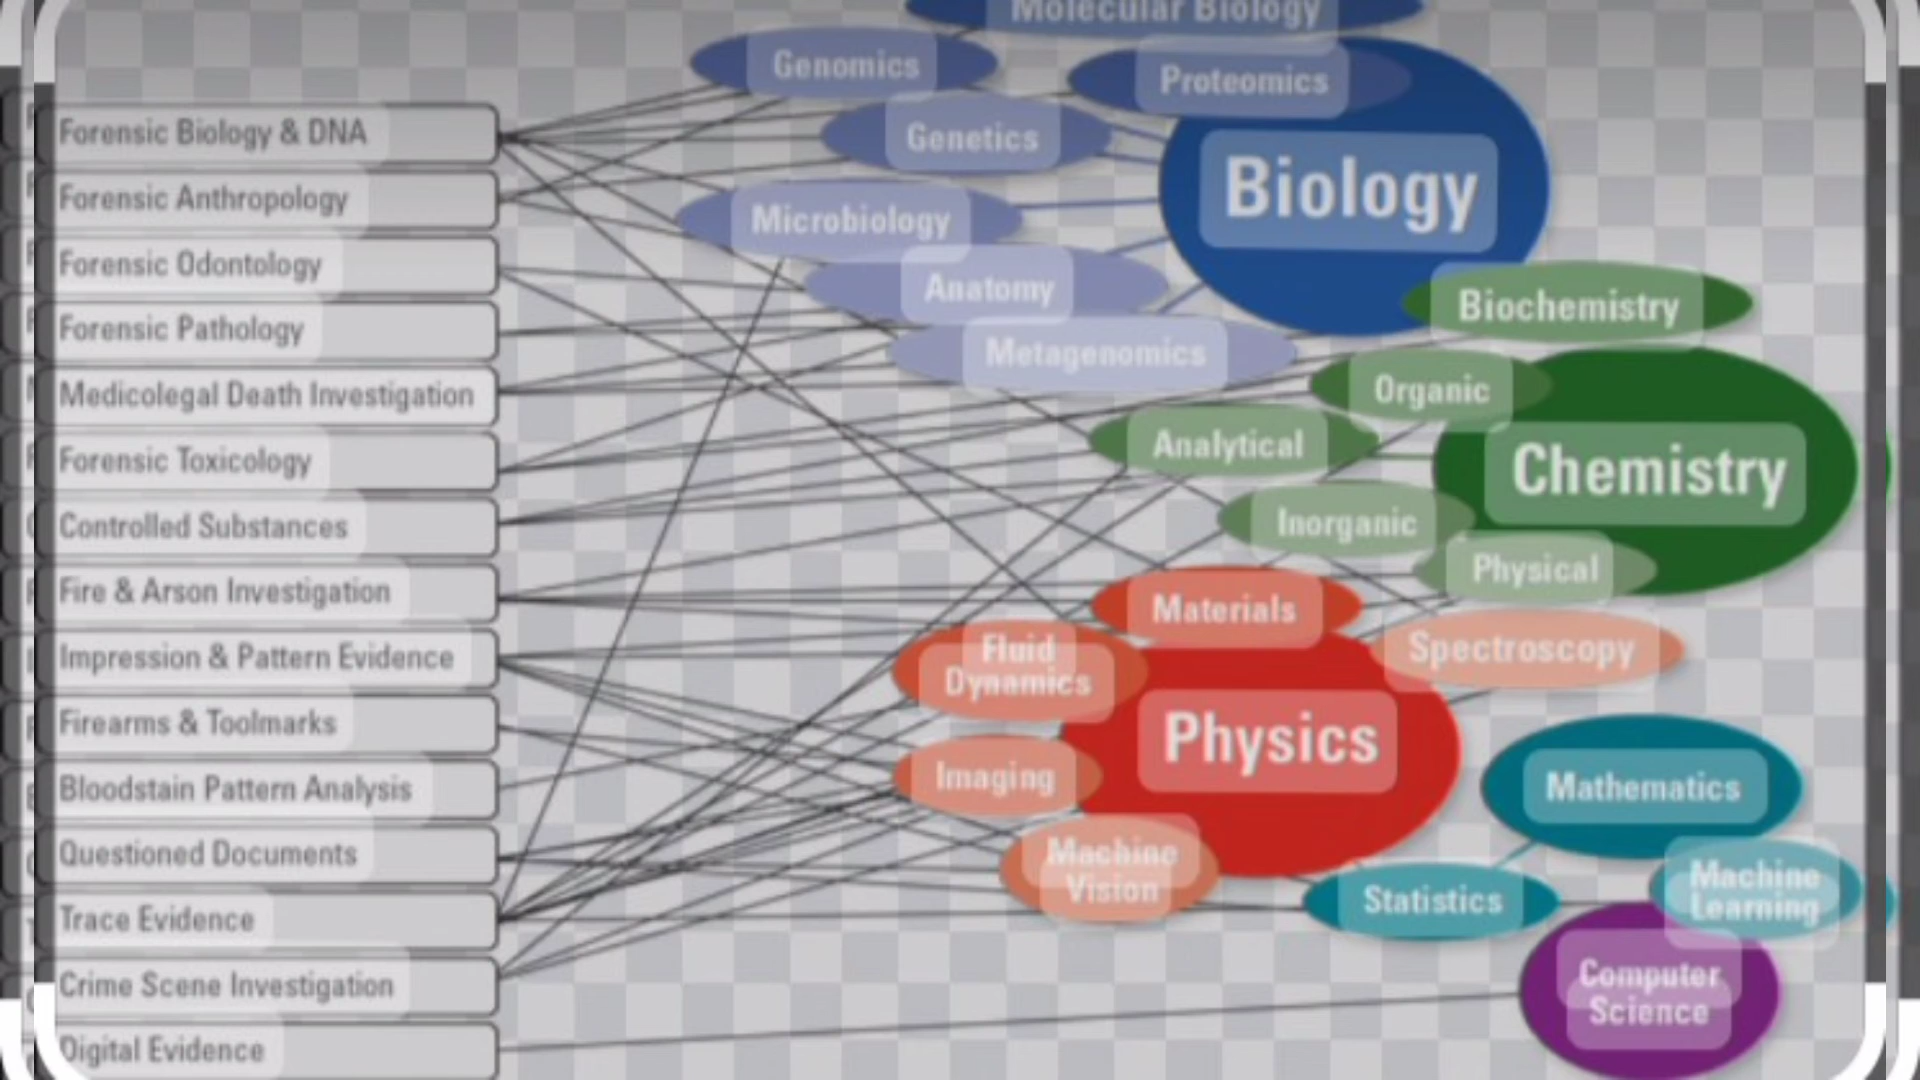 Molecular Biology
Genomics
Proteomics
Forensic Biology & DNA
Genetics
Biology
Forensic Anthropology
Microbiology
Forensic Odontology
Anatomy
Biochemistry
Forensic Pathology
Metagenomics
Medicolegal Death Investigation
Organic
Analytical
Forensic Toxicology
Chemistry
Controlled Substances
Inorganic
Physical
Fire & Arson Investigation
Materials
Impression & Pattern Evidence
Fluid
Dynamics
Spectroscopy
Firearms & Toolmarks
Physics
Imaging
Bloodstain Pattern Analysis
Mathematics
Questioned Documents
Machine
Vision
Statistics
Machine
Learning
Trace Evidence
Crime Scene Investigation
Computer
Science
Digital Evidence